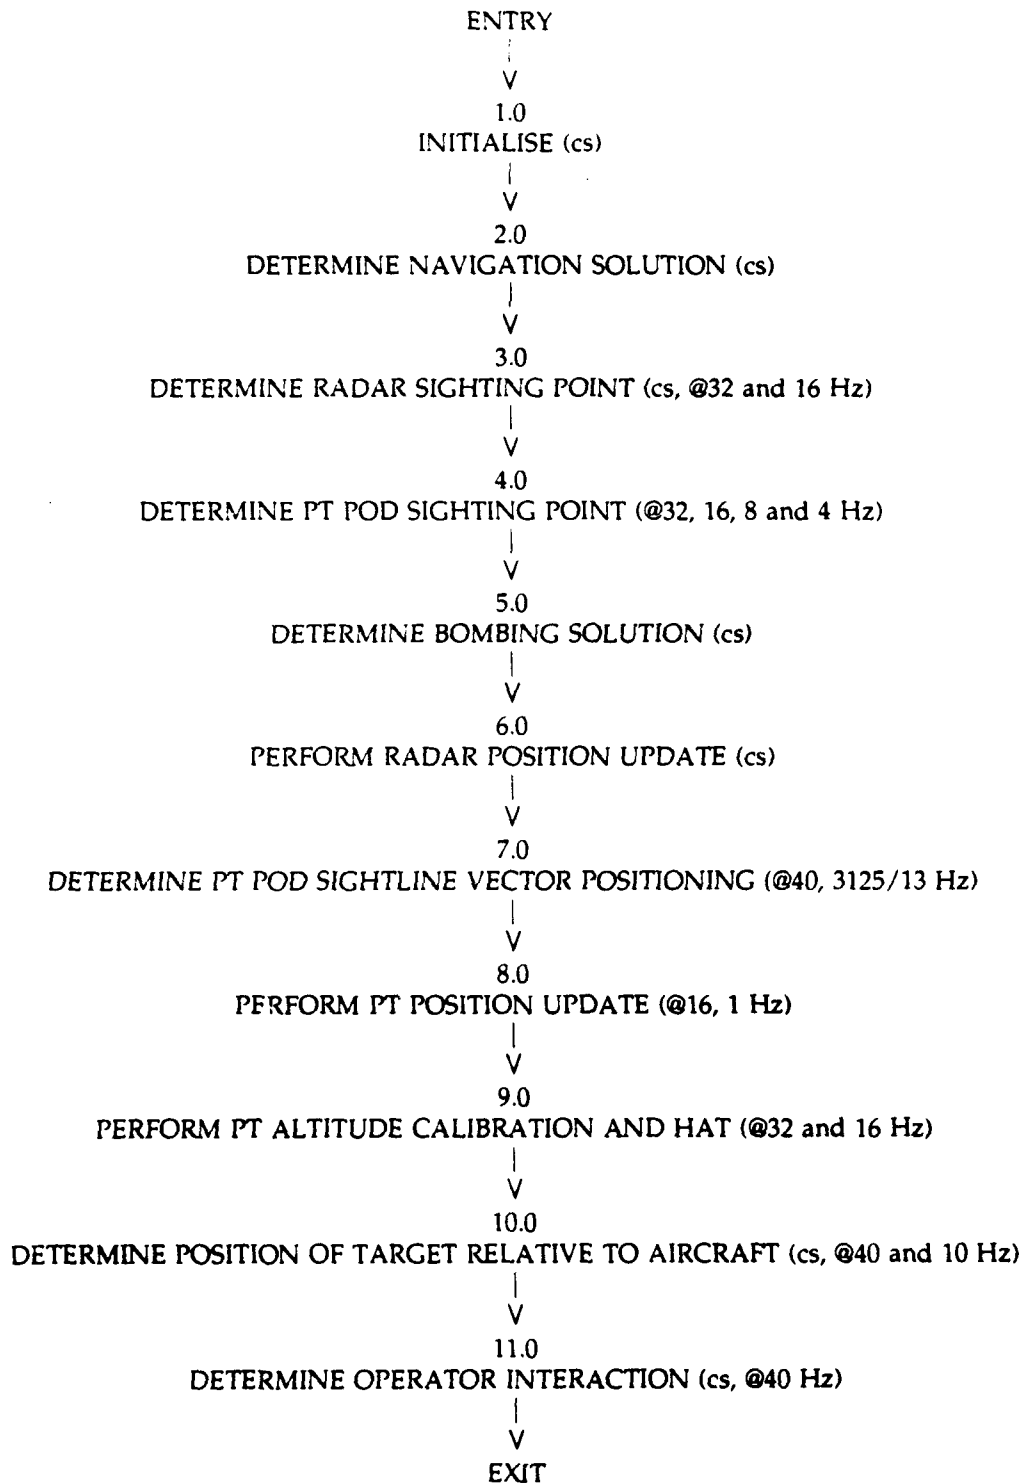 ENTRY
V
1.0
INITIALISE (cs)
V
2.0
DETERMINE NAVIGATION SOLUTION (cs)
V
3.0
DETERMINE RADAR SIGHTING POINT (cs, @32 and 16 Hz)
V
4.0
DETERMINE PT POD SIGHTING POINT (@32, 16, 8 and 4 Hz)
V
5.0
DETERMINE BOMBING SOLUTION (cs)
V
6.0
PERFORM RADAR POSITION UPDATE (cs)
V
7.0
DETERMINE PT POD SIGHTLINE VECTOR POSITIONING (@40, 3125/13 Hz)
V
8.0
PERFORM PT POSITION UPDATE (@16, 1 Hz)
V
9.0
PERFORM PT ALTITUDE CALIBRATION AND HAT (@32 and 16 Hz)
V
10.0
DETERMINE POSITION OF TARGET RELATIVE TO AIRCRAFT (cs, @40 and 10 Hz)
V
11.0
DETERMINE OPERATOR INTERACTION (cs, @40 Hz)
V
EXIT